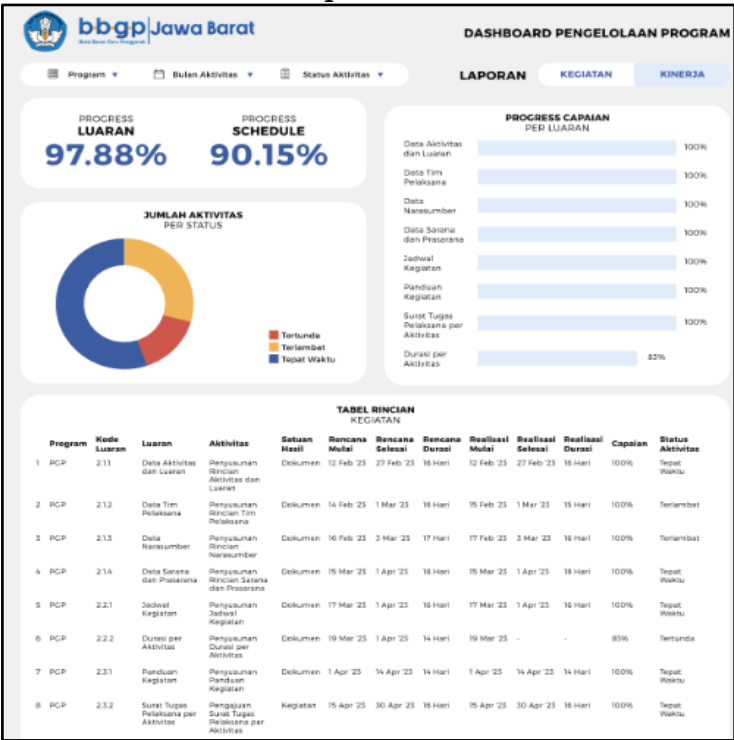 bbgp Jawa Barat
Balai Besar Guru Penggerak
DASHBOARD PENGELOLAAN PROGRAM
Program ▼ Bulan Aktivitas ▼ Status Aktivitas ▼
LAPORAN KEGIATAN KINERJA
PROGRESS
LUARAN
97.88%
PROGRESS
SCHEDULE
90.15%
JUMLAH AKTIVITAS
PER STATUS
Tertunda
Terlambat
Tepat Waktu
PROGRESS CAPAIAN
PER LUARAN
Data Aktivitas
dan Luaran
100%
Data Tim
Pelaksana
100%
Data
Narasumber
100%
Data Sarana
dan Prasarana
100%
Jadwal
Kegiatan
100%
Panduan
Kegiatan
100%
Surat Tugas
Pelaksana per
Aktivitas
100%
Durasi per
Aktivitas
83%
TABEL RINCIAN
KEGIATAN
Program Kode Luaran Luaran Aktivitas Satuan Hasil Rencana Mulai Rencana Selesai Rencana Durasi Realisasi Mulai Realisasi Selesai Realisasi Durasi Capaian Status Aktivitas
1 PGP 2.1.1 Data Aktivitas dan Luaran Penyusunan Rincian Aktivitas dan Luaran Dokumen 12 Feb '23 27 Feb '23 16 Hari 12 Feb '23 27 Feb '23 16 Hari 100% Tepat Waktu
2 PGP 2.1.2 Data Tim Pelaksana Penyusunan Rincian Tim Pelaksana Dokumen 14 Feb '23 1 Mar '23 16 Hari 15 Feb '23 1 Mar '23 15 Hari 100% Terlambat
3 PGP 2.1.3 Data Narasumber Penyusunan Rincian Narasumber Dokumen 16 Feb '23 3 Mar '23 17 Hari 17 Feb '23 3 Mar '23 16 Hari 100% Terlambat
4 PGP 2.1.4 Data Sarana dan Prasarana Penyusunan Rincian Sarana dan Prasarana Dokumen 15 Mar '23 1 Apr '23 18 Hari 15 Mar '23 1 Apr '23 18 Hari 100% Tepat Waktu
5 PGP 2.2.1 Jadwal Kegiatan Penyusunan Jadwal Kegiatan Dokumen 17 Mar '23 1 Apr '23 16 Hari 17 Mar '23 1 Apr '23 16 Hari 100% Tepat Waktu
6 PGP 2.2.2 Durasi per Aktivitas Penyusunan Durasi per Aktivitas Dokumen 19 Mar '23 1 Apr '23 14 Hari 19 Mar '23 - - 85% Tertunda
7 PGP 2.3.1 Panduan Kegiatan Penyusunan Panduan Kegiatan Dokumen 1 Apr '23 14 Apr '23 14 Hari 1 Apr '23 14 Apr '23 14 Hari 100% Tepat Waktu
8 PGP 2.3.2 Surat Tugas Pelaksana per Aktivitas Pengajuan Surat Tugas Pelaksana per Aktivitas Kegiatan 15 Apr '23 30 Apr '23 16 Hari 15 Apr '23 30 Apr '23 16 Hari 100% Tepat Waktu